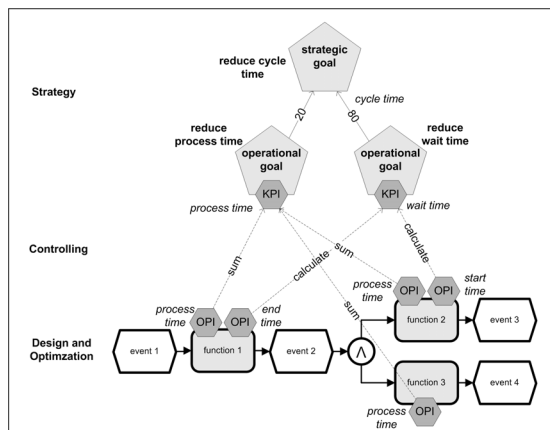 strategic
goal
reduce cycle
time
Strategy
cycle time
20
80
reduce
process time
reduce
wait time
operational
goal
operational
goal
KPI
KPI
process time
wait time
Controlling
sum
calculate
sum
calculate
sum
process
time
OPI
OPI
start
time
process
time
OPI
OPI
end
time
function 2
event 3
Design and
Optimzation
event 1
function 1
event 2
Λ
function 3
event 4
process
time
OPI